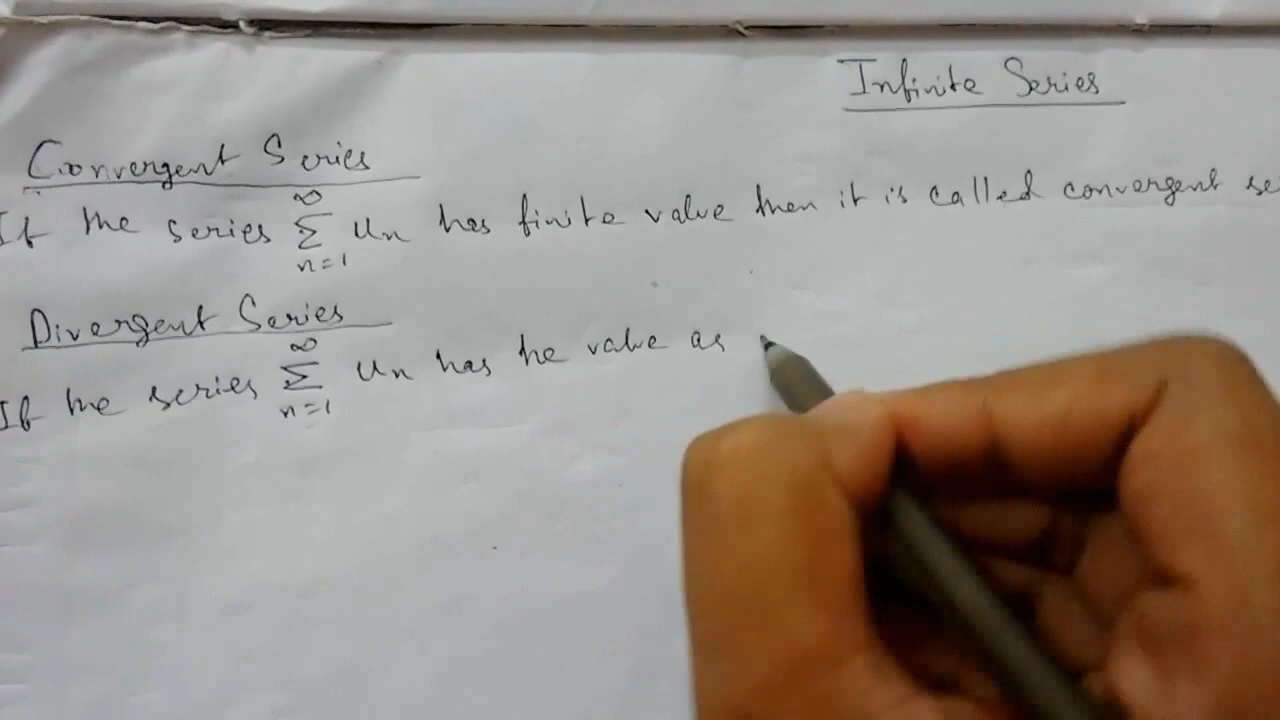 Infinite Series
Convergent Series
If the series ∞∑n=1 un has finite value then it is called convergent se
Divergent Series
If the series ∞∑n=1 un has he value as